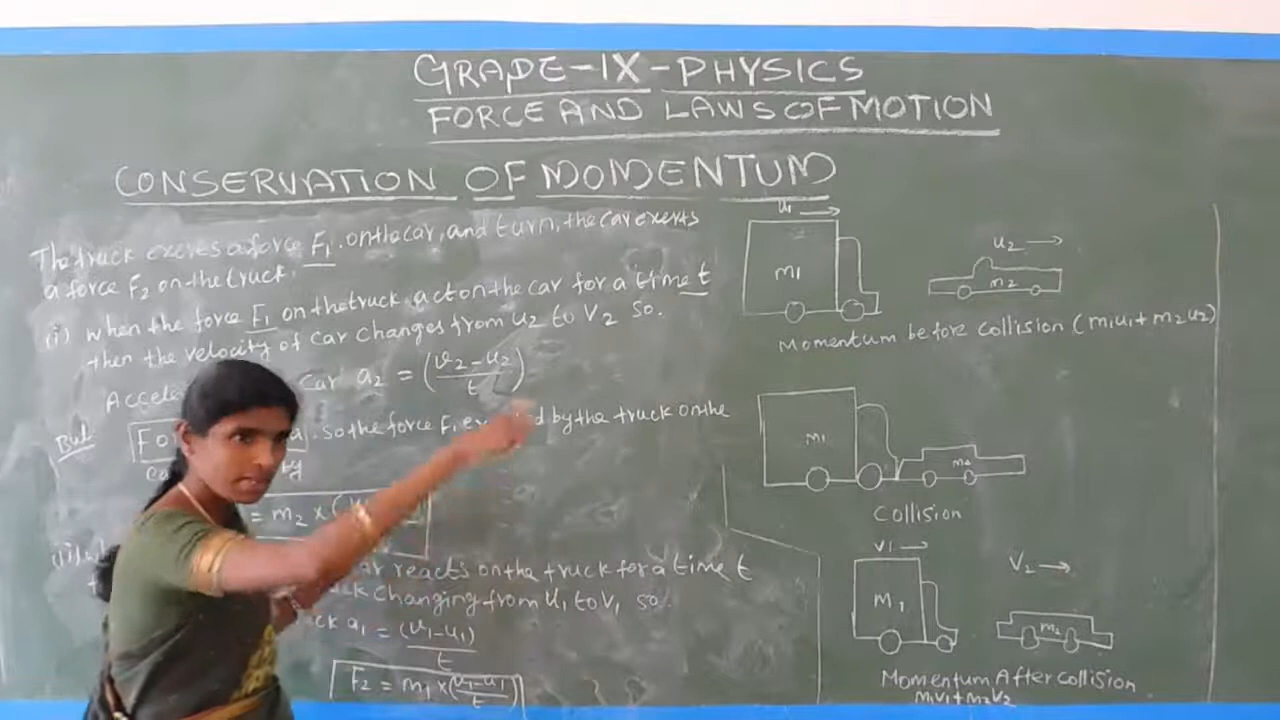 GRADE-IX-PHYSICS
FORCE AND LAWS OF MOTION
CONSERVATION OF MOMENTUM
The truck exeres a force F1 . on the car, and turn, the car exerts
a force F2 on the truck.
(i) when the force F1 on the truck act on the car for a time t
then the velocity of car changes from u2 to V2 so.
car a2 = (v2-u2)
t
But
a . so the force F1 by the truck on the
= m2 x (
reacts on the truck for a time t
changing from u1 to V1 so
a1 = (v1-u1)
t
F2 = m1 x (v1-u1)
t
u1
m1
u2
m2
Momentum before collision (m1u1+m2u2)
m1
m2
Collision
V1
m1
V2
m2
Momentum After collision
m1v1+m2v2